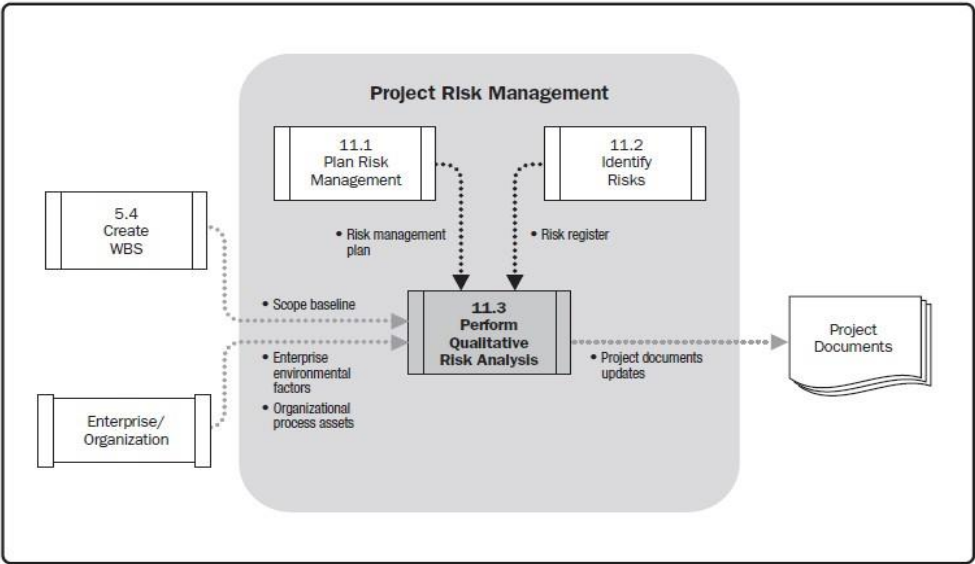 Project Risk Management
11.1
Plan Risk
Management
11.2
Identify
Risks
5.4
Create
WBS
• Risk management
plan
• Risk register
• Scope baseline
11.3
Perform
Qualitative
Risk Analysis
Project
Documents
• Enterprise
environmental
factors
• Organizational
process assets
• Project documents
updates
Enterprise/
Organization